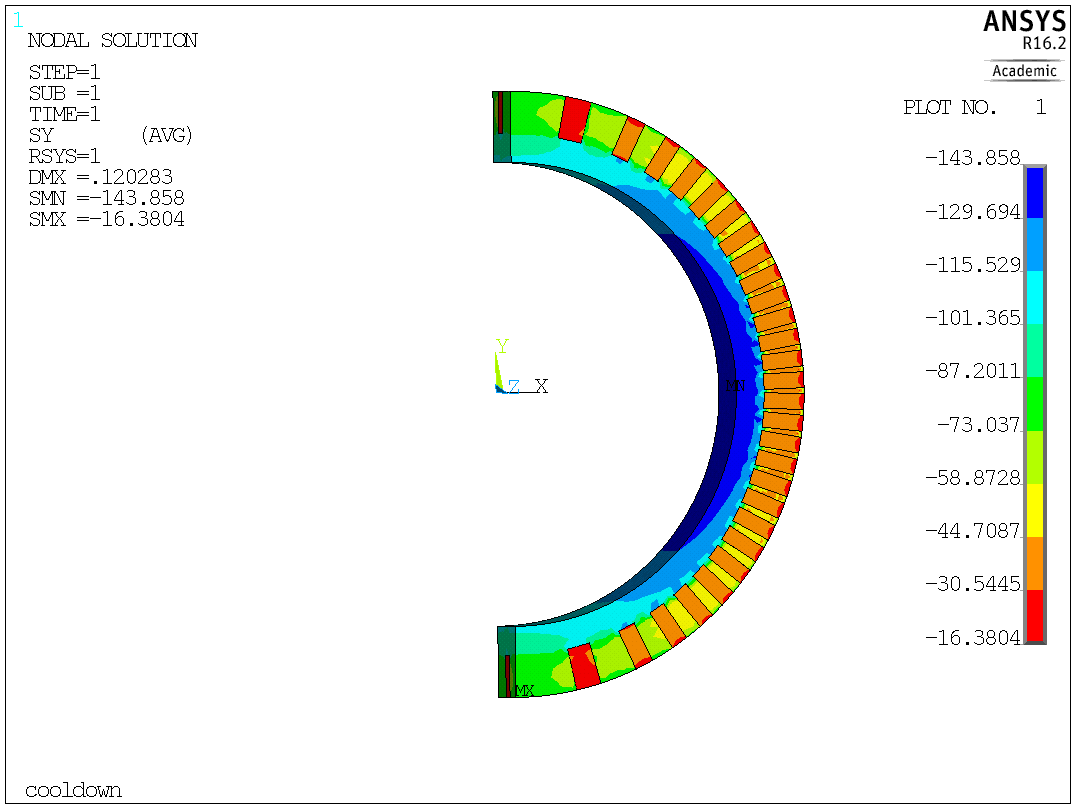 1
NODAL SOLUTION
STEP=1
SUB =1
TIME=1
SY (AVG)
RSYS=1
DMX =.120283
SMN =-143.858
SMX =-16.3804
ANSYS
R16.2
Academic
PLOT NO. 1
-143.858
-129.694
-115.529
-101.365
-87.2011
-73.037
-58.8728
-44.7087
-30.5445
-16.3804
Y
Z X
MN
MX
cooldown